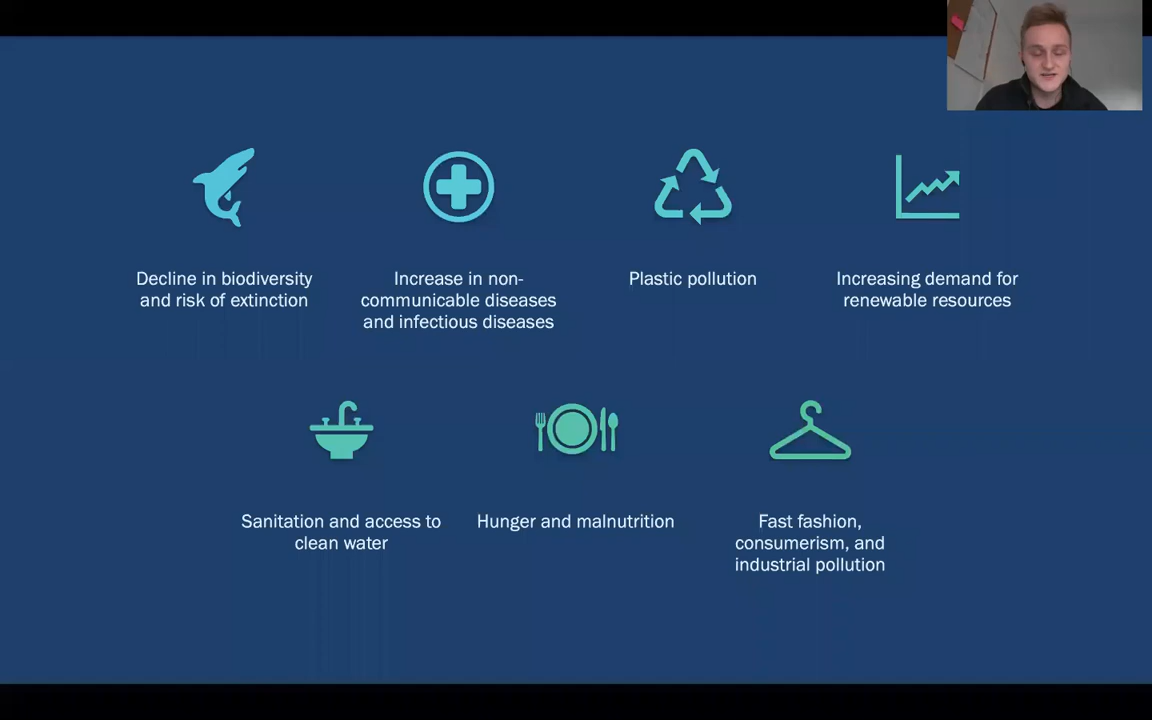 Decline in biodiversity
and risk of extinction
Increase in non-
communicable diseases
and infectious diseases
Plastic pollution
Increasing demand for
renewable resources
Sanitation and access to
clean water
Hunger and malnutrition
Fast fashion,
consumerism, and
industrial pollution